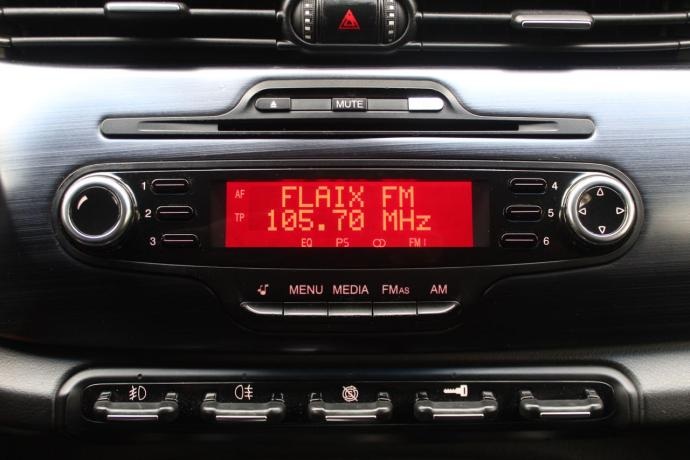 MUTE
1
2
3
AF
TP
FLAIX FM
105.70 MHz
EQ PS FM1
4
5
6
MENU MEDIA FMAS AM